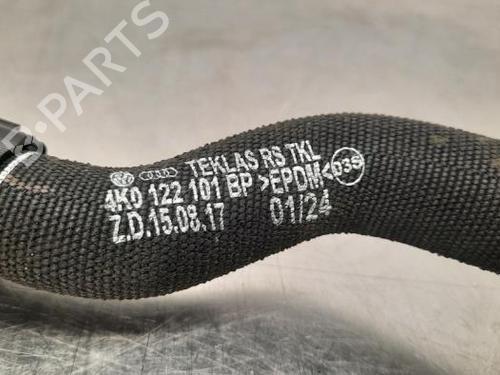 TEKLAS RS TKL
4K0 122 101 BP >EPDM< D3S
Z.D.15.08.17 01/24
B-PARTS